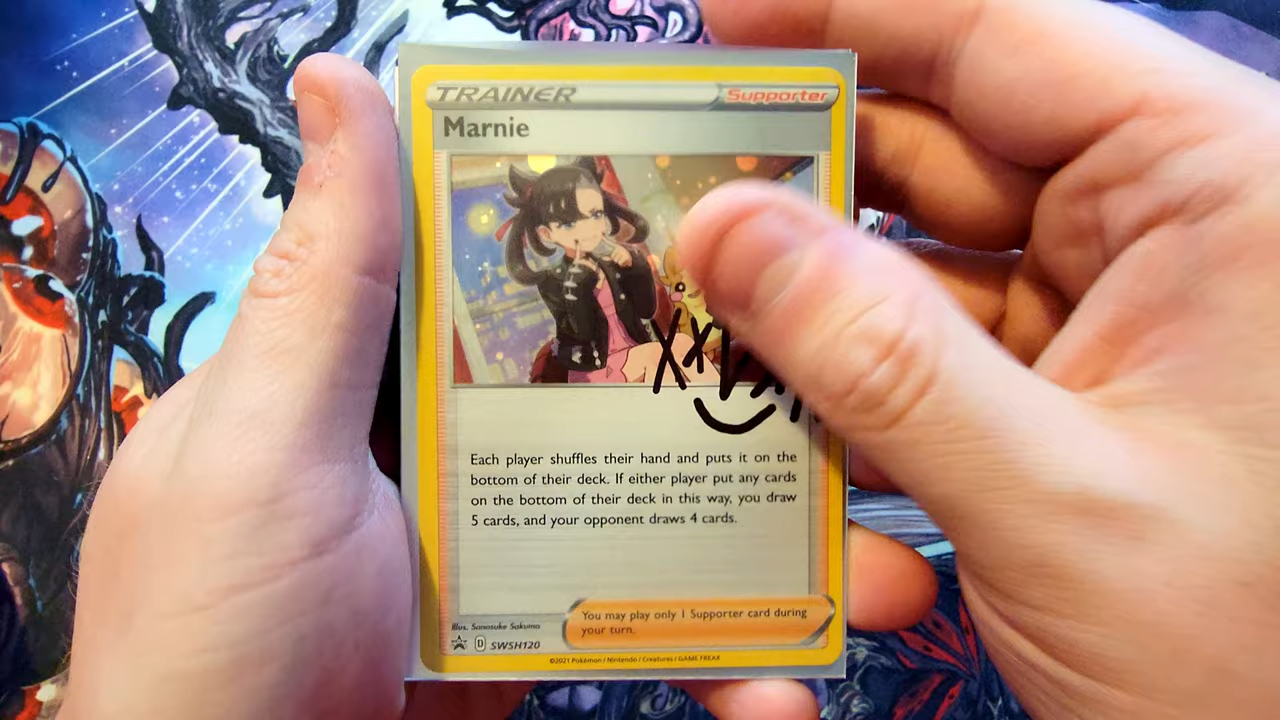 TRAINER Supporter
Marnie
Each player shuffles their hand and puts it on the
bottom of their deck. If either player put any cards
on the bottom of their deck in this way, you draw
5 cards, and your opponent draws 4 cards.
You may play only 1 Supporter card during
your turn.
Illus. Sanosuke Sakuma
D SWSH120
©2021 Pokémon / Nintendo / Creatures / GAME FREAK